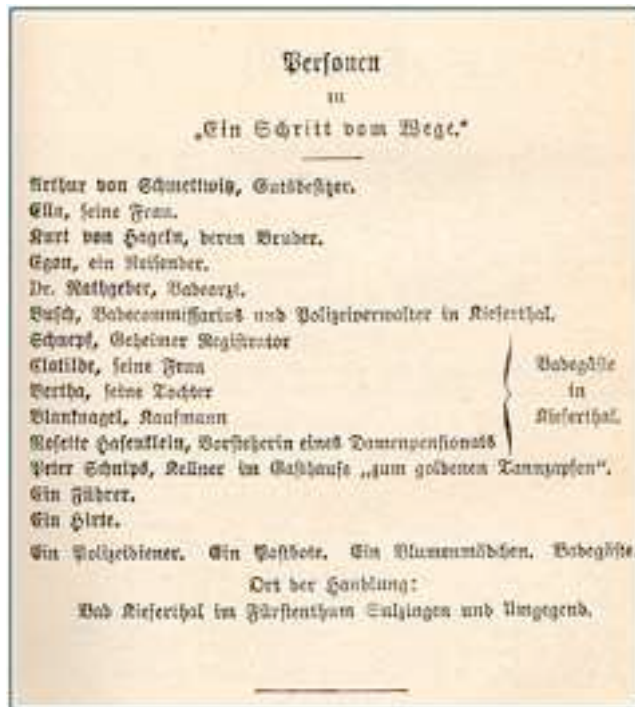 Personen
in
„Ein Schritt vom Wege.“
Arthur von Schmettwitz, Gutsbesitzer.
Ella, seine Frau.
Kurt von Hageln, deren Bruder.
Egon, ein Reisender.
Dr. Rathgeber, Badearzt.
Busch, Badecommissarius und Polizeiverwalter in Kieferthal.
Schnepf, Geheimer Registrator
Clotilde, seine Frau
Bertha, seine Tochter
Blanknagel, Kaufmann
Rosette Hasenklein, Vorsteherin eines Damenpensionats
Badegäste
in
Kieferthal.
Peter Schnips, Kellner im Gasthause „zum goldenen Tannzapfen“.
Ein Führer.
Ein Hirte.
Ein Polizeidiener. Ein Postbote. Ein Blumenmädchen. Badegäste
Ort der Handlung:
Bad Kieferthal im Fürstenthum Sulzingen und Umgegend.